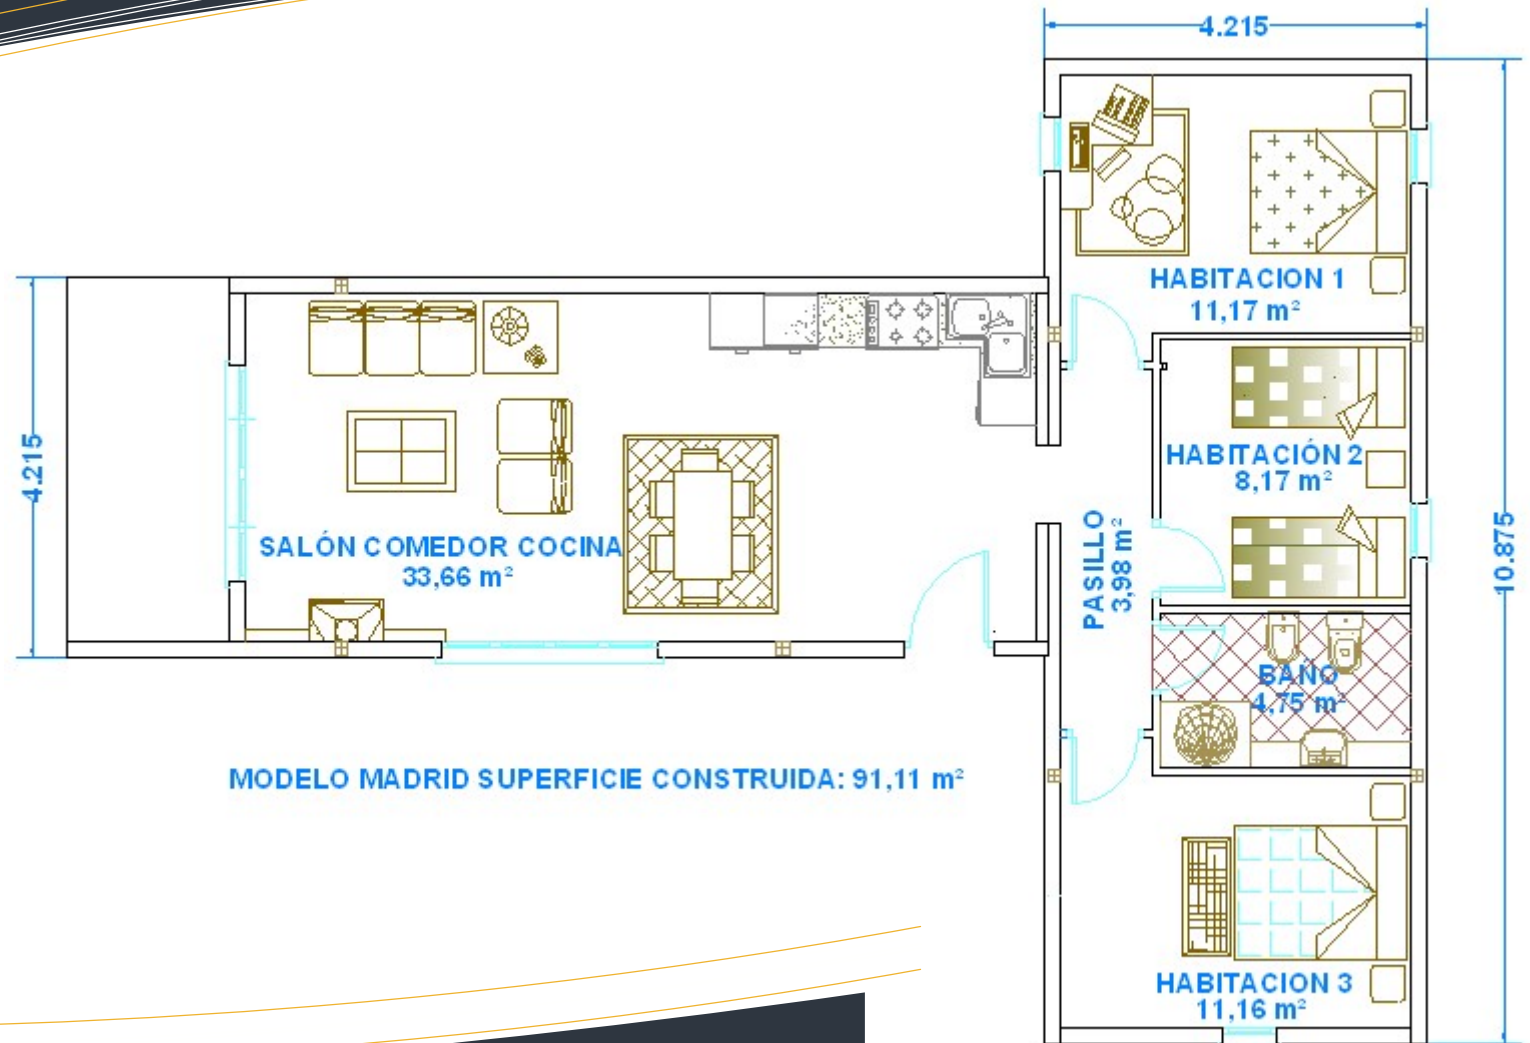 4.215
HABITACION 1
11,17 m²
4.215
HABITACIÓN 2
8,17 m²
10.875
SALÓN COMEDOR COCINA
33,66 m²
PASILLO
3,98 m²
BAÑO
4,75 m²
MODELO MADRID SUPERFICIE CONSTRUIDA: 91,11 m²
HABITACION 3
11,16 m²